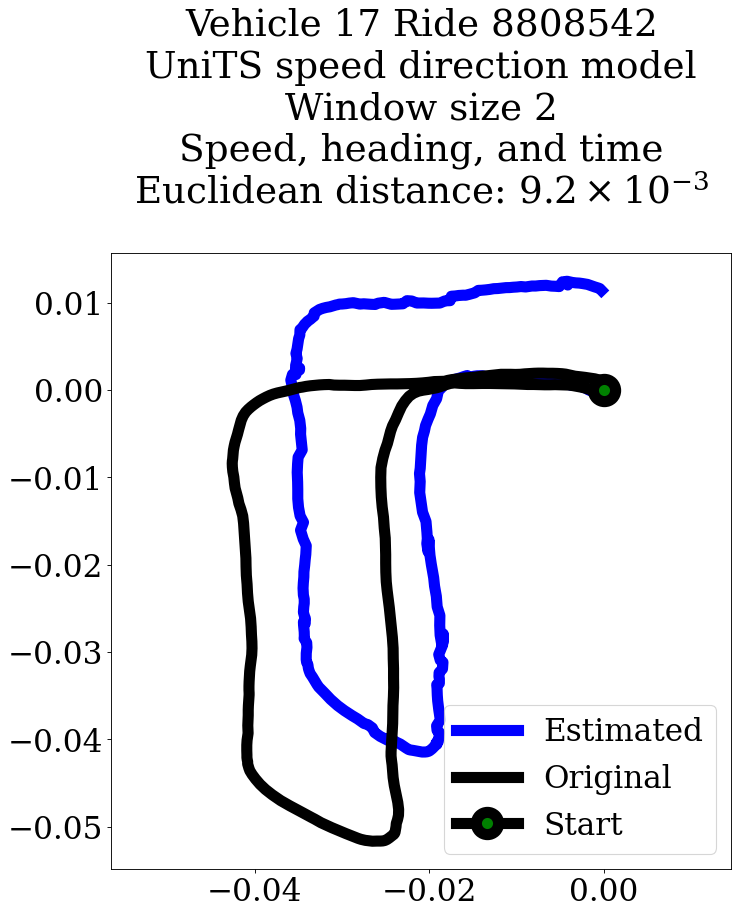 Vehicle 17 Ride 8808542
UniTS speed direction model
Window size 2
Speed, heading, and time
Euclidean distance: 9.2 × 10⁻³
0.01
0.00
−0.01
−0.02
−0.03
−0.04
−0.05
−0.04 −0.02 0.00
Estimated
Original
Start